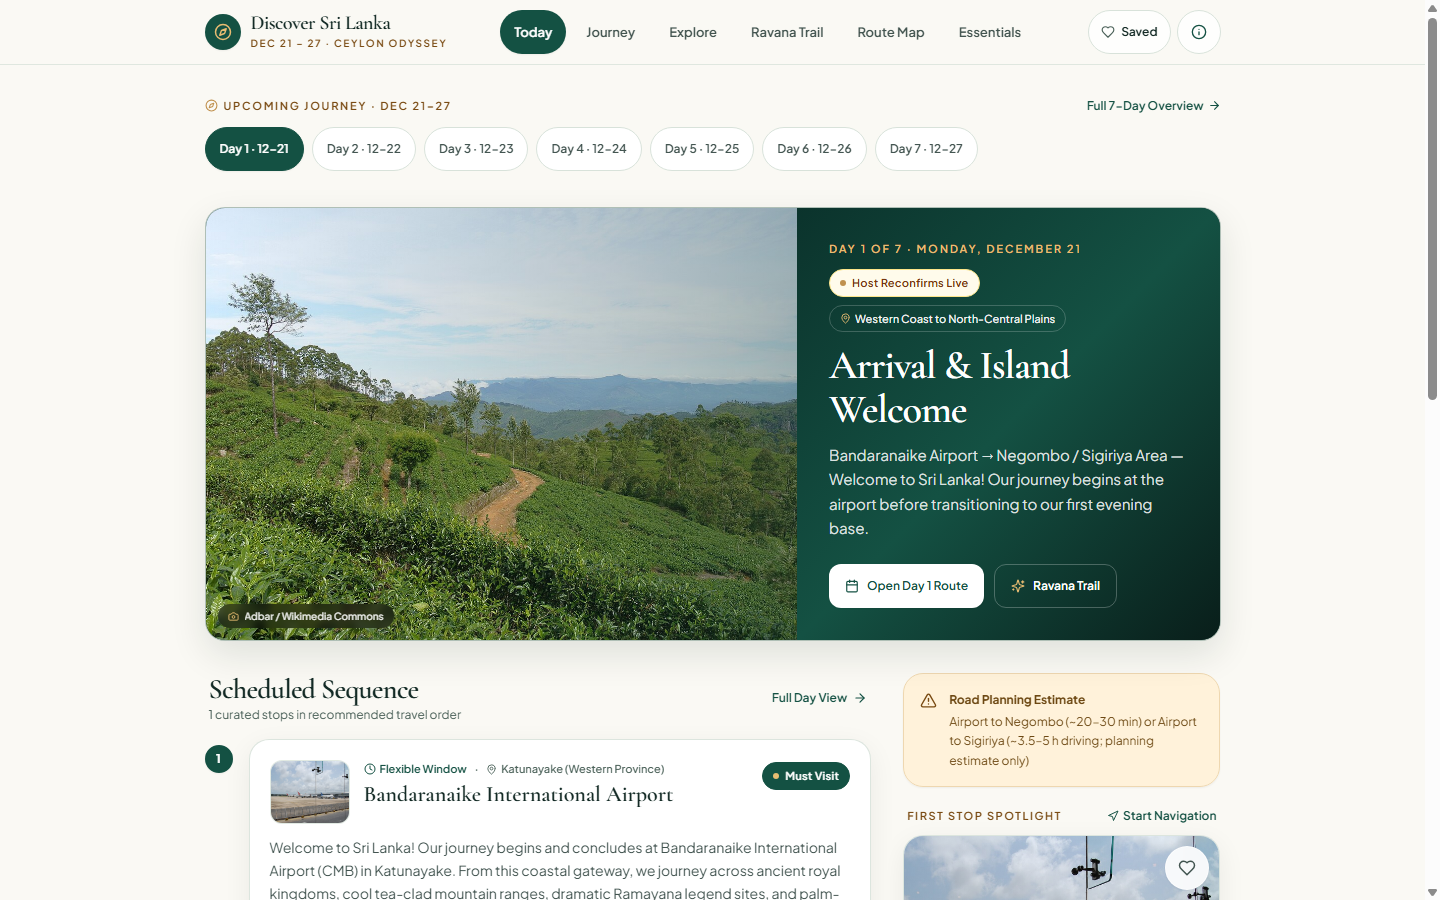 Discover Sri Lanka
DEC 21 – 27 · CEYLON ODYSSEY
Today
Journey
Explore
Ravana Trail
Route Map
Essentials
Saved
UPCOMING JOURNEY · DEC 21–27
Full 7-Day Overview →
Day 1 · 12-21
Day 2 · 12-22
Day 3 · 12-23
Day 4 · 12-24
Day 5 · 12-25
Day 6 · 12-26
Day 7 · 12-27
Adbar / Wikimedia Commons
DAY 1 OF 7 · MONDAY, DECEMBER 21
Host Reconfirms Live
Western Coast to North-Central Plains
Arrival & Island
Welcome
Bandaranaike Airport → Negombo / Sigiriya Area —
Welcome to Sri Lanka! Our journey begins at the
airport before transitioning to our first evening
base.
Open Day 1 Route
Ravana Trail
Scheduled Sequence
1 curated stops in recommended travel order
Full Day View →
1
Flexible Window · Katunayake (Western Province)
Bandaranaike International Airport
Must Visit
Welcome to Sri Lanka! Our journey begins and concludes at Bandaranaike International
Airport (CMB) in Katunayake. From this coastal gateway, we journey across ancient royal
kingdoms, cool tea-clad mountain ranges, dramatic Ramayana legend sites, and palm-
Road Planning Estimate
Airport to Negombo (~20–30 min) or Airport
to Sigiriya (~3.5–5 h driving; planning
estimate only)
FIRST STOP SPOTLIGHT
Start Navigation